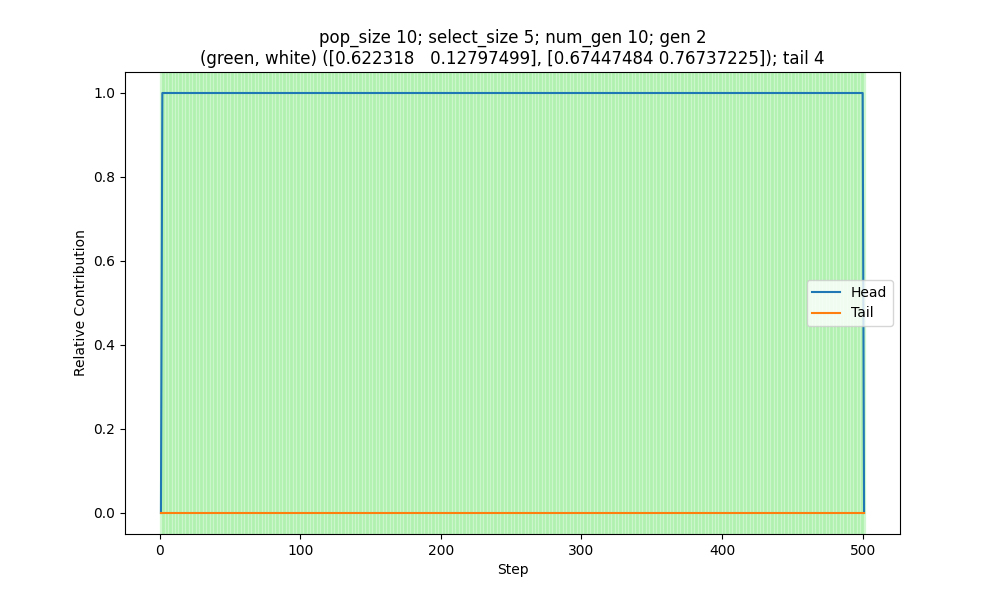 pop_size 10; select_size 5; num_gen 10; gen 2
(green, white) ([0.622318   0.12797499], [0.67447484 0.76737225]); tail 4
1.0
0.8
0.6
0.4
0.2
0.0
Relative Contribution
Head
Tail
0 100 200 300 400 500
Step